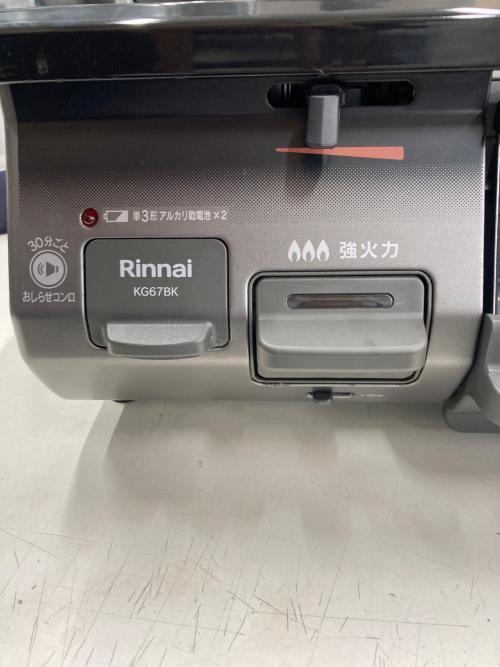 単3形アルカリ乾電池×2
30分ごと
おしらせコンロ
Rinnai
KG67BK
強火力